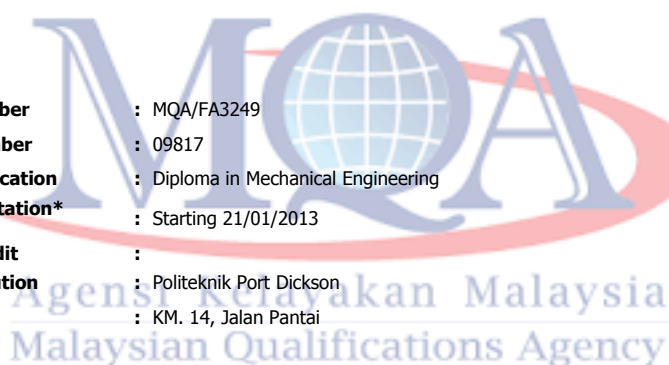 MQA
ber : MQA/FA3249
ber : 09817
cation : Diploma in Mechanical Engineering
tation* : Starting 21/01/2013
dit :
ution : Politeknik Port Dickson
Agensi Kelayakan Malaysia
: KM. 14, Jalan Pantai
Malaysian Qualifications Agency